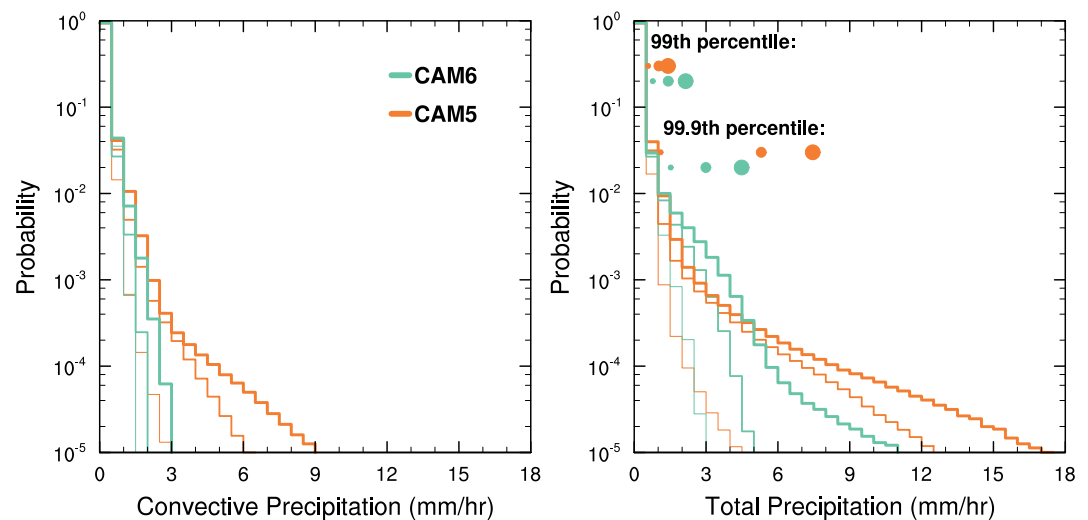 10^0
10^-1
10^-2
10^-3
10^-4
10^-5
Probability
0 3 6 9 12 15 18
Convective Precipitation (mm/hr)
CAM6
CAM5
10^0
10^-1
10^-2
10^-3
10^-4
10^-5
Probability
0 3 6 9 12 15 18
Total Precipitation (mm/hr)
99th percentile:
99.9th percentile: